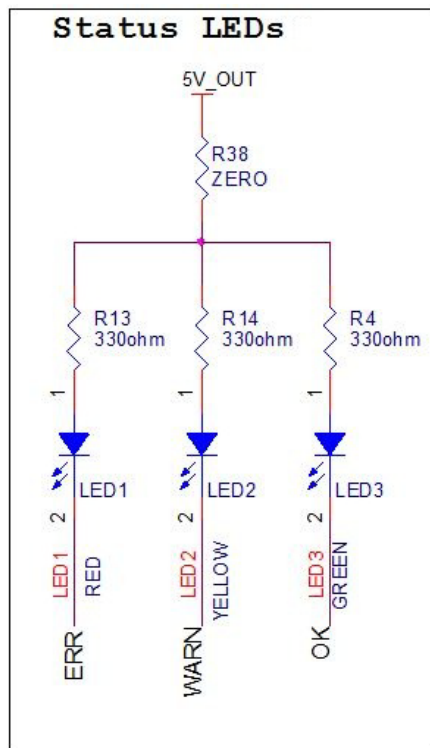 Status LEDs
5V_OUT
R38
ZERO
R13
330ohm
R14
330ohm
R4
330ohm
1
1
1
LED1
LED2
LED3
2
2
2
LED1
RED
LED2
YELLOW
LED3
GREEN
ERR
WARN
OK